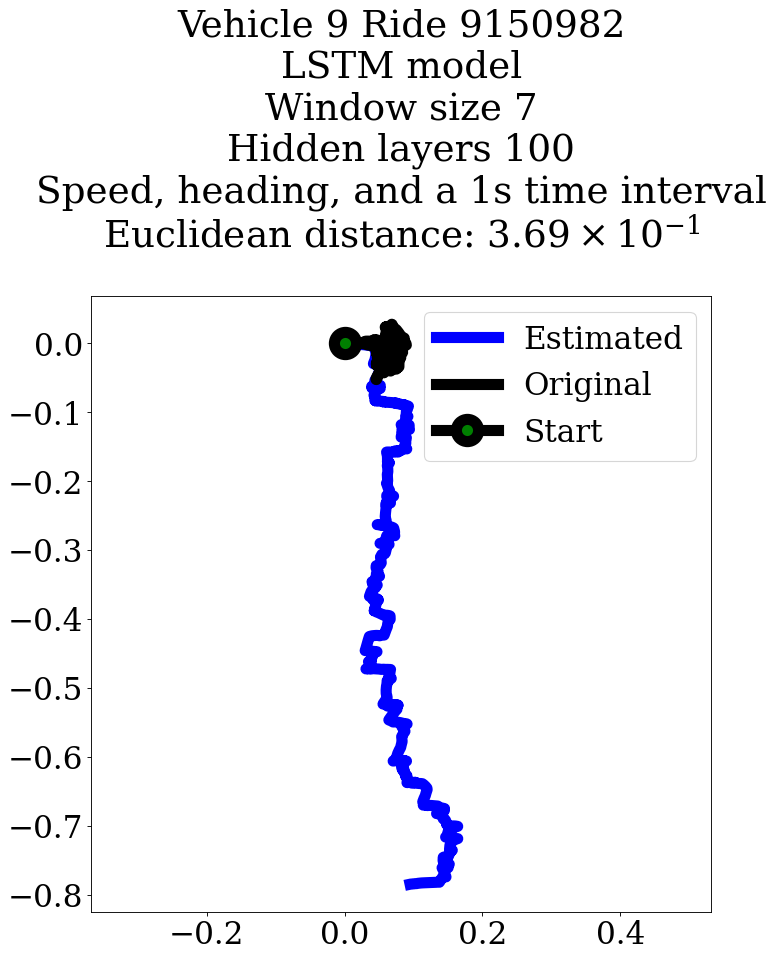 Vehicle 9 Ride 9150982
LSTM model
Window size 7
Hidden layers 100
Speed, heading, and a 1s time interval
Euclidean distance: 3.69 × 10⁻¹
Estimated
Original
Start
0.0
−0.1
−0.2
−0.3
−0.4
−0.5
−0.6
−0.7
−0.8
−0.2
0.0
0.2
0.4